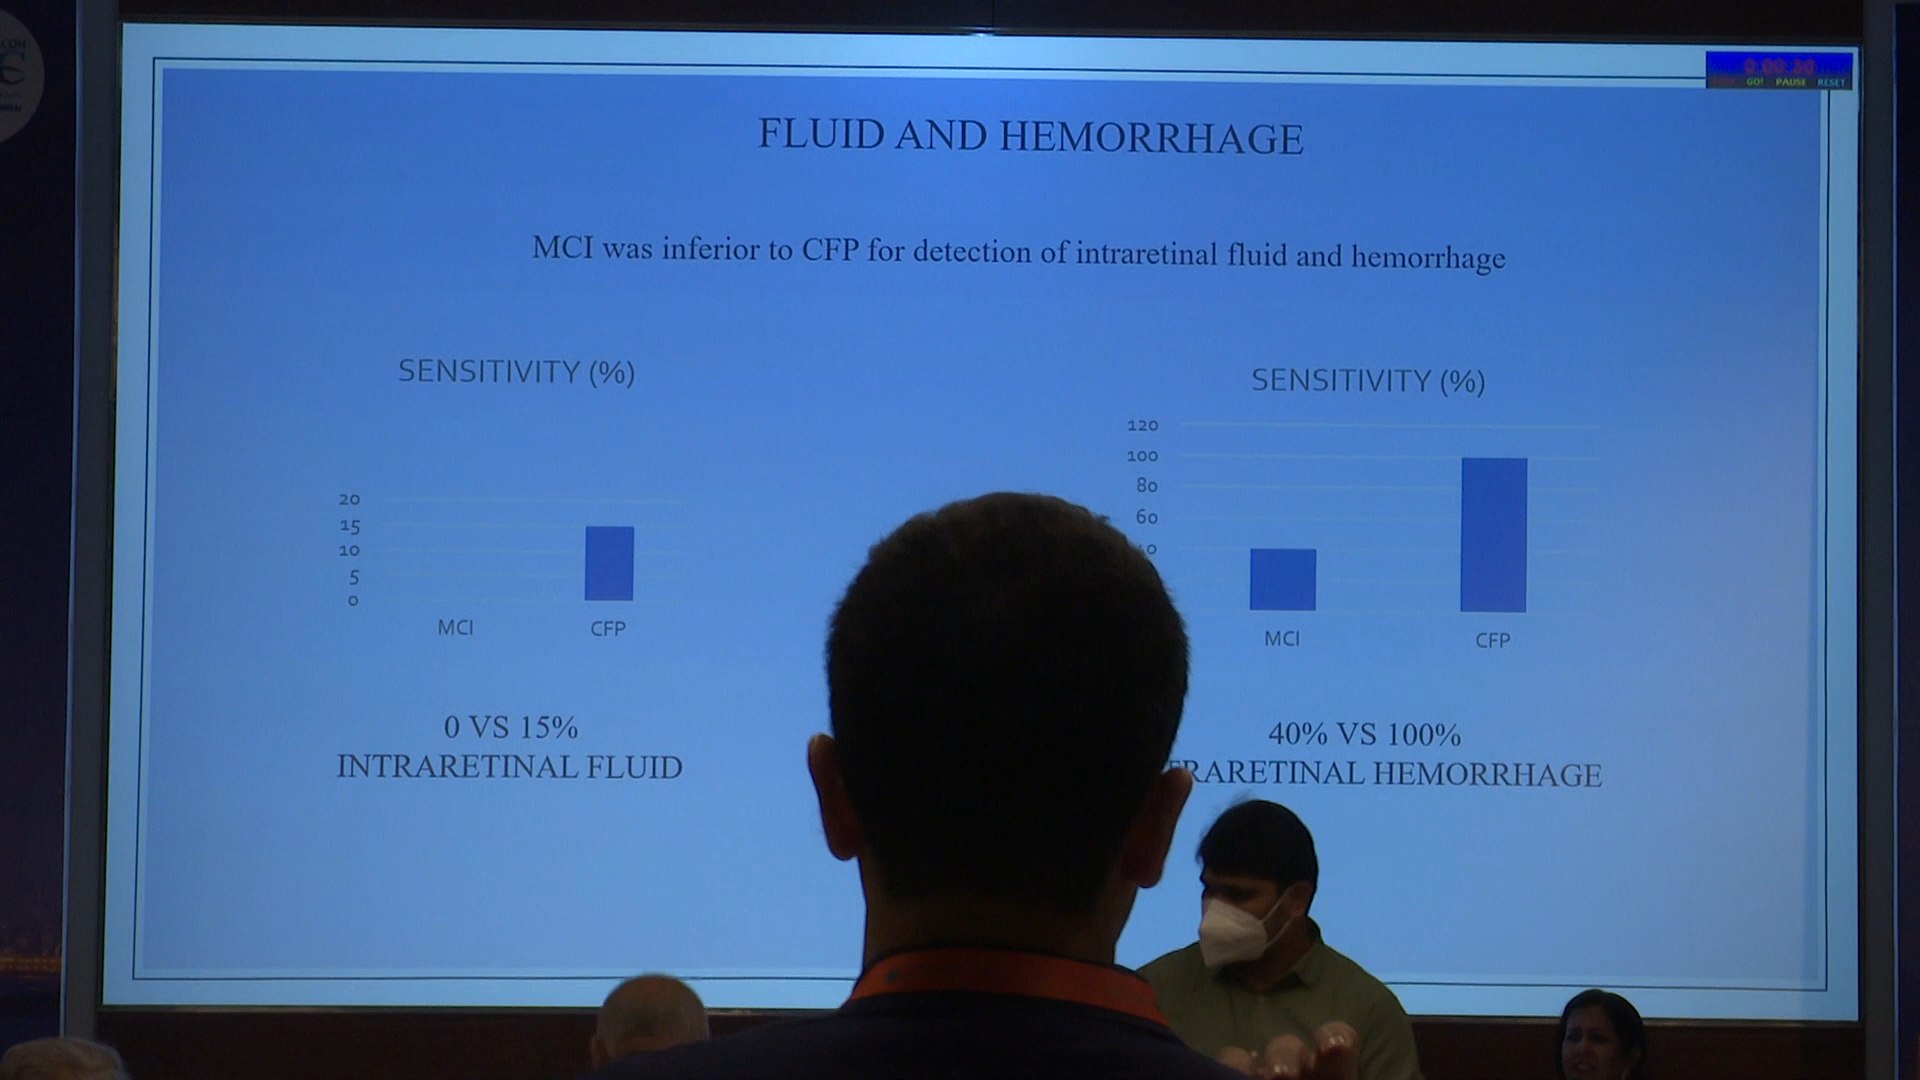 FLUID AND HEMORRHAGE
MCI was inferior to CFP for detection of intraretinal fluid and hemorrhage
SENSITIVITY (%)
20
15
10
5
0
MCI
CFP
0 VS 15%
INTRARETINAL FLUID
SENSITIVITY (%)
120
100
80
60
MCI
CFP
40% VS 100%
RARETINAL HEMORRHAGE
GO! PAUSE RESET